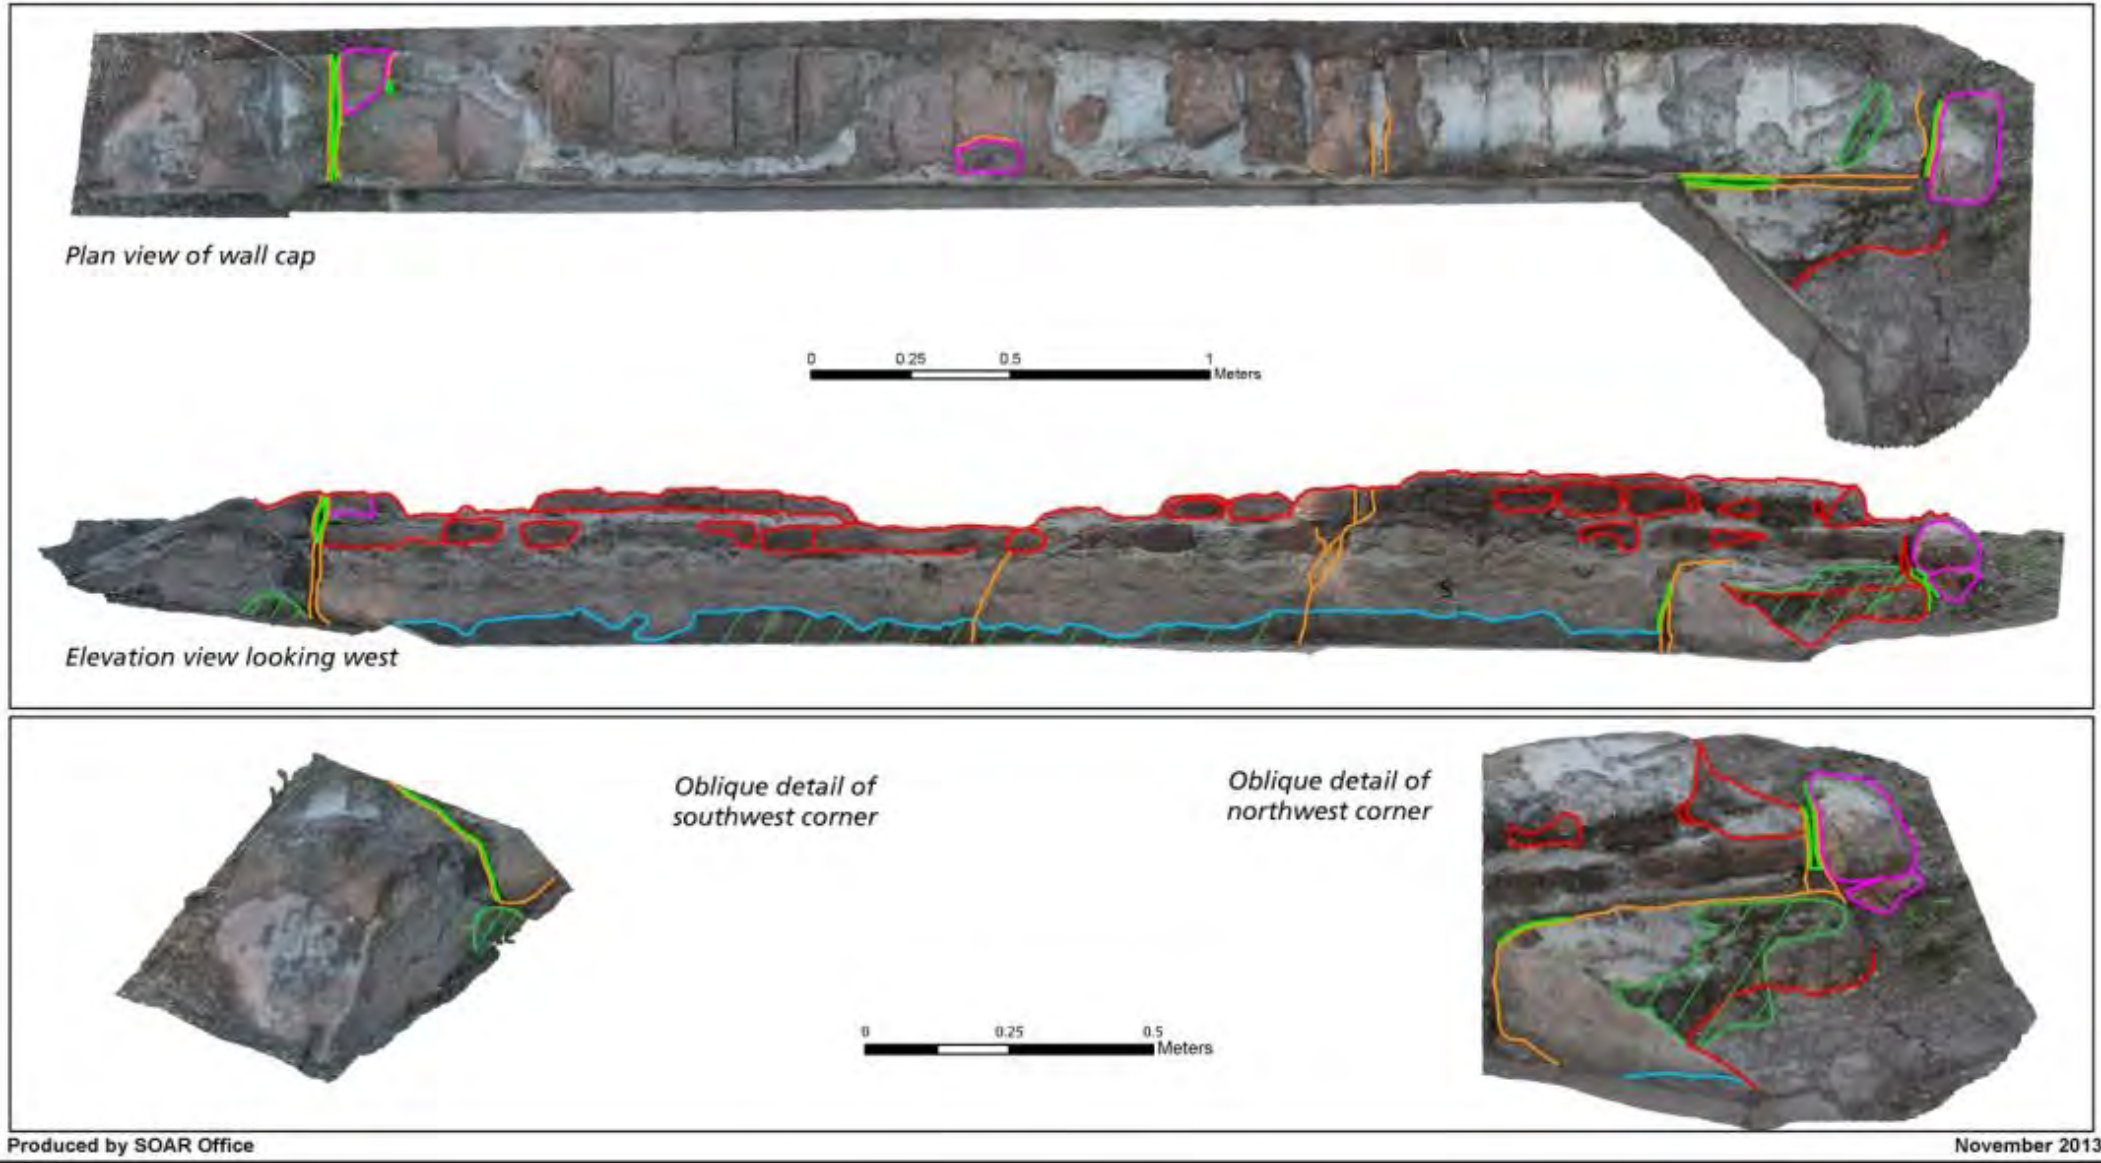 Plan view of wall cap
0 0.25 0.5 1
Meters
Elevation view looking west
Oblique detail of
southwest corner
Oblique detail of
northwest corner
0 0.25 0.5
Meters
Produced by SOAR Office
November 2013